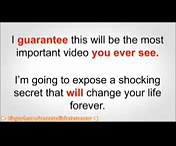 I guarantee this will be the most
important video you ever see.
I'm going to expose a shocking
secret that will change your life
forever.